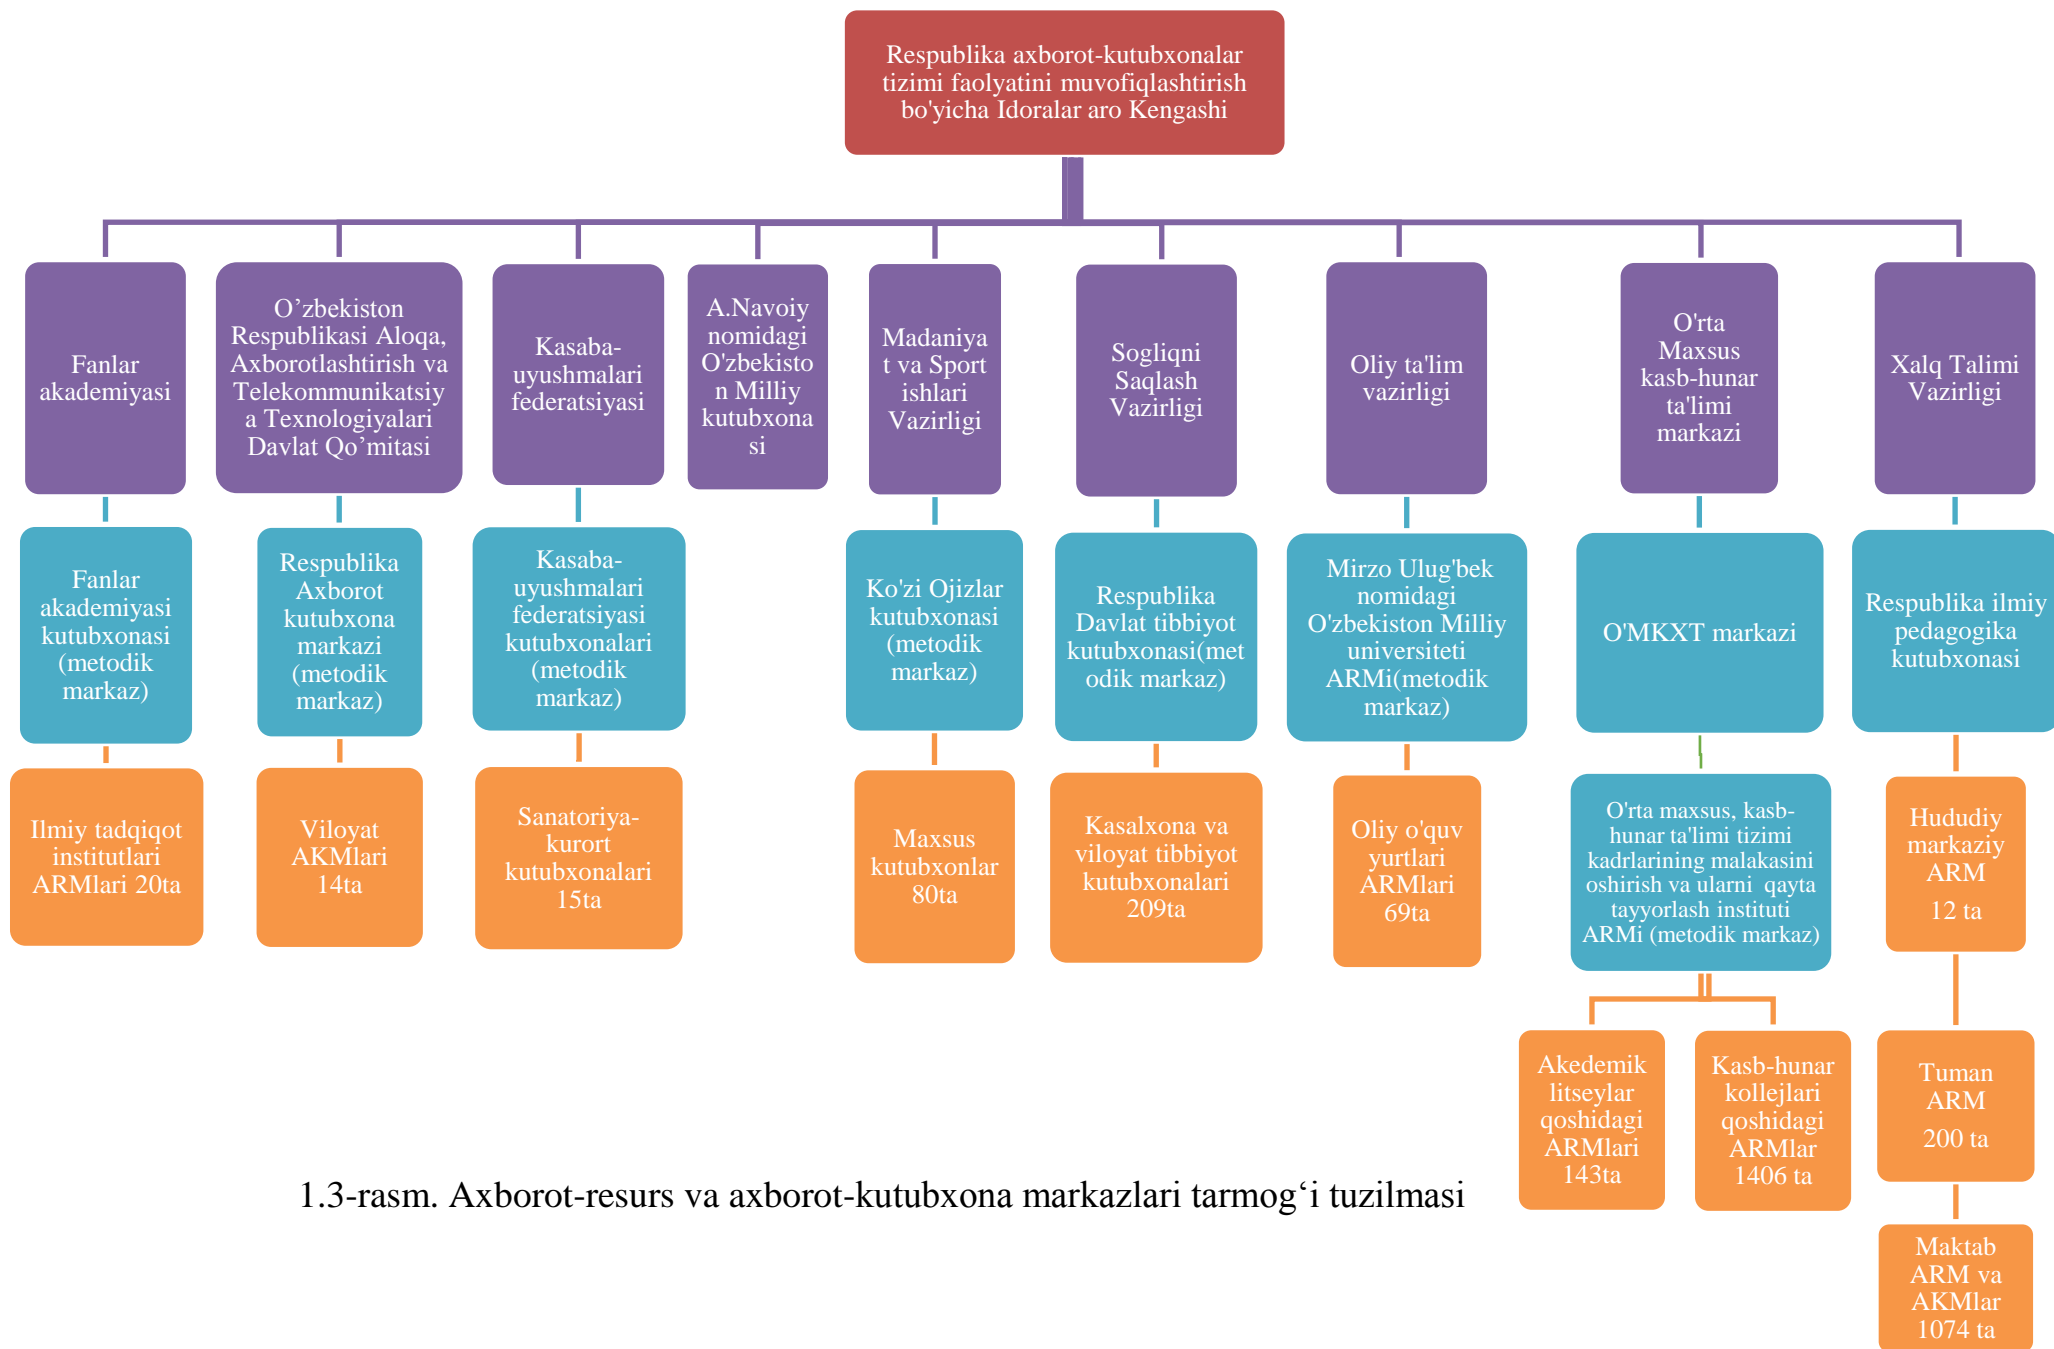 Respublika axborot-kutubxonalar
tizimi faolyatini muvofiqlashtirish
bo'yicha Idoralar aro Kengashi
Fanlar
akademiyasi
O’zbekiston
Respublikasi Aloqa,
Axborotlashtirish va
Telekommunikatsiy
a Texnologiyalari
Davlat Qo’mitasi
Kasaba-
uyushmalari
federatsiyasi
A.Navoiy
nomidagi
O'zbekisto
n Milliy
kutubxona
si
Madaniya
t va Sport
ishlari
Vazirligi
Sogliqni
Saqlash
Vazirligi
Oliy ta'lim
vazirligi
O'rta
Maxsus
kasb-hunar
ta'limi
markazi
Xalq Talimi
Vazirligi
Fanlar
akademiyasi
kutubxonasi
(metodik
markaz)
Respublika
Axborot
kutubxona
markazi
(metodik
markaz)
Kasaba-
uyushmalari
federatsiyasi
kutubxonalari
(metodik
markaz)
Ko'zi Ojizlar
kutubxonasi
(metodik
markaz)
Respublika
Davlat tibbiyot
kutubxonasi(met
odik markaz)
Mirzo Ulug'bek
nomidagi
O'zbekiston Milliy
universiteti
ARMi(metodik
markaz)
O'MKXT markazi
Respublika ilmiy
pedagogika
kutubxonasi
Ilmiy tadqiqot
institutlari
ARMlari 20ta
Viloyat
AKMlari
14ta
Sanatoriya-
kurort
kutubxonalari
15ta
Maxsus
kutubxonlar
80ta
Kasalxona va
viloyat tibbiyot
kutubxonalari
209ta
Oliy o'quv
yurtlari
ARMlari
69ta
O'rta maxsus, kasb-
hunar ta'limi tizimi
kadrlarining malakasini
oshirish va ularni qayta
tayyorlash instituti
ARMi (metodik markaz)
Hududiy
markaziy
ARM
12 ta
Akedemik
litseylar
qoshidagi
ARMlari
143ta
Kasb-hunar
kollejlari
qoshidagi
ARMlar
1406 ta
Tuman
ARM
200 ta
Maktab
ARM va
AKMlar
1074 ta
1.3-rasm. Axborot-resurs va axborot-kutubxona markazlari tarmog‘i tuzilmasi